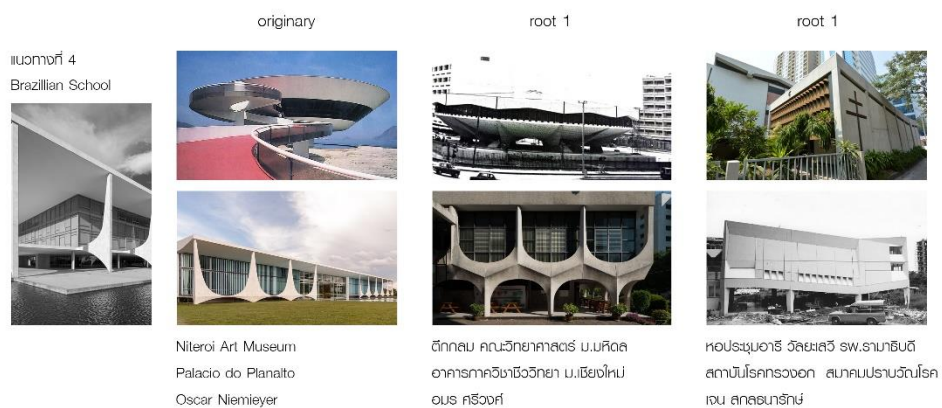 originary
root 1
root 1
แนวทางที่ 4
Brazillian School
Niteroi Art Museum
Palacio do Planalto
Oscar Niemieyer
ตึกกลม คณะวิทยาศาสตร์ ม.มหิดล
อาคารภาควิชาชีววิทยา ม.เชียงใหม่
อมร ศรีวงศ์
หอประชุมอารี วัลยะเสวี รพ.รามาธิบดี
สถาบันโรคทรวงอก สมาคมปราบวัณโรค
เจน สกลธนารักษ์